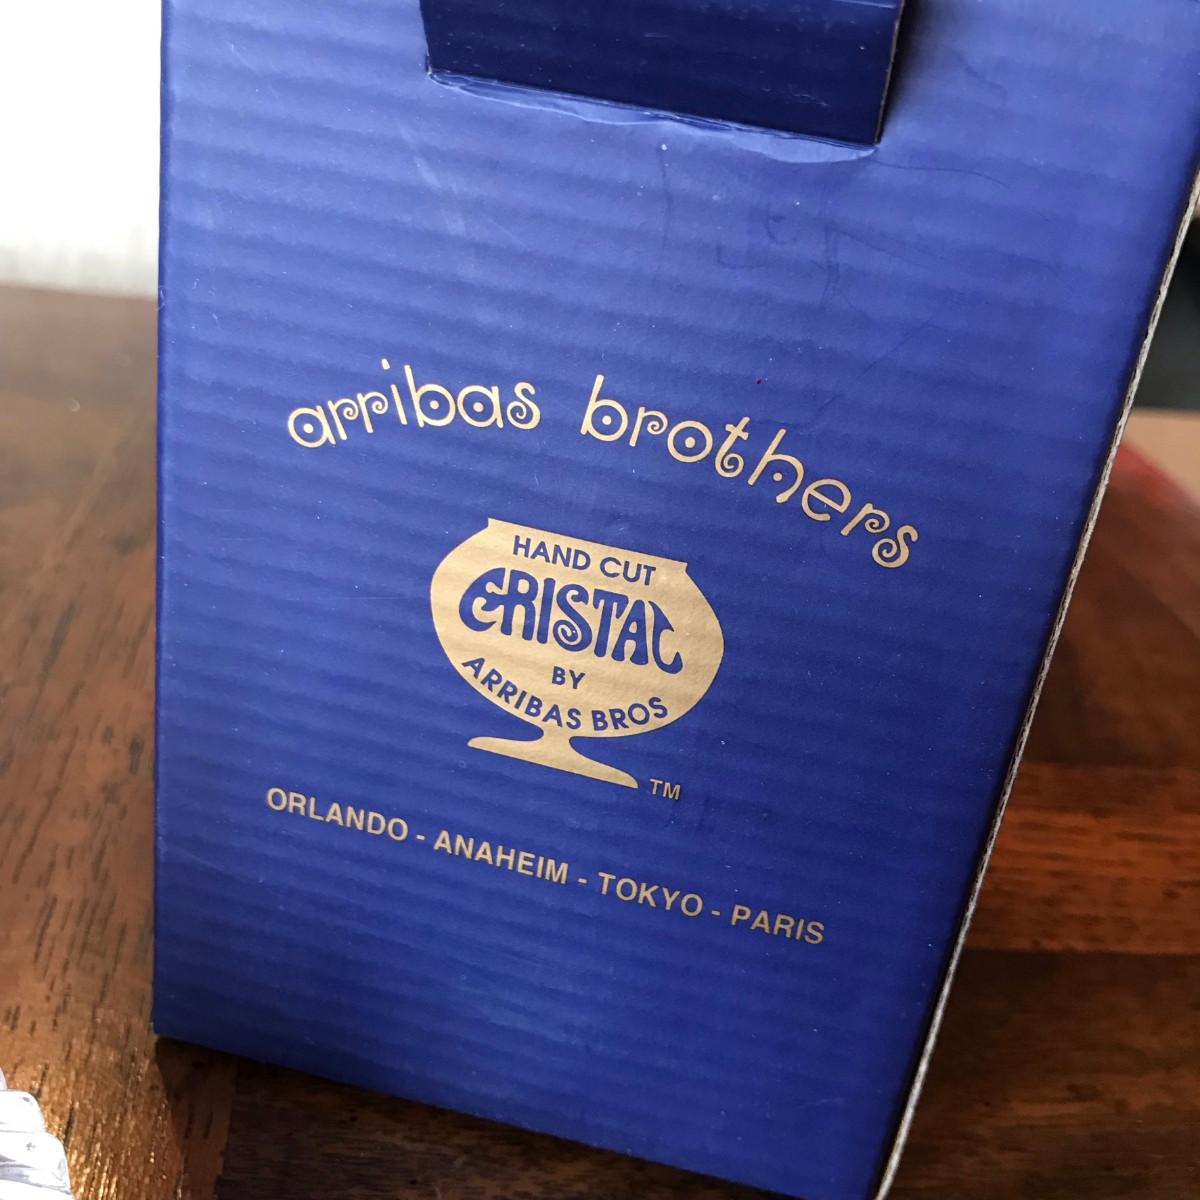 arribas brothers
HAND CUT
CRISTAL
BY
ARRIBAS BROS
TM
ORLANDO - ANAHEIM - TOKYO - PARIS